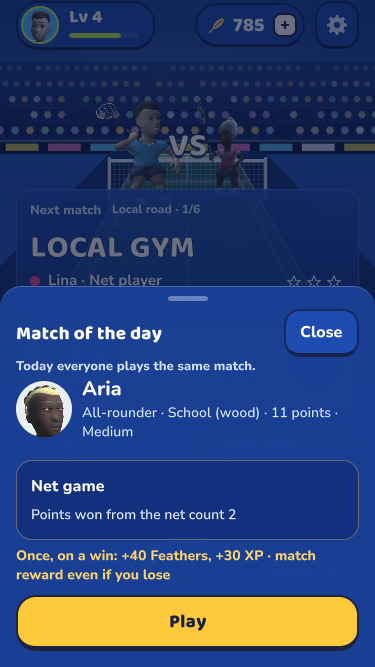 Lv 4
785
+
VS
Next match Local road · 1/6
LOCAL GYM
Lina · Net player
Match of the day
Close
Today everyone plays the same match.
Aria
All-rounder · School (wood) · 11 points ·
Medium
Net game
Points won from the net count 2
Once, on a win: +40 Feathers, +30 XP · match
reward even if you lose
Play